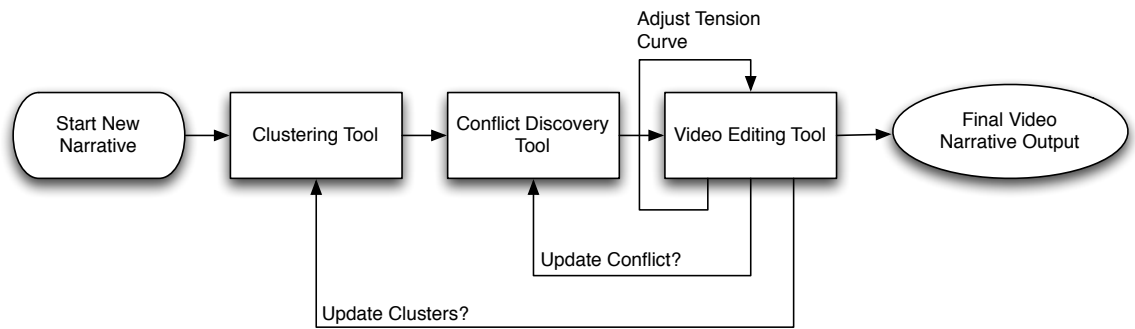 Adjust Tension
Curve
Start New
Narrative
Clustering Tool
Conflict Discovery
Tool
Video Editing Tool
Final Video
Narrative Output
Update Conflict?
Update Clusters?